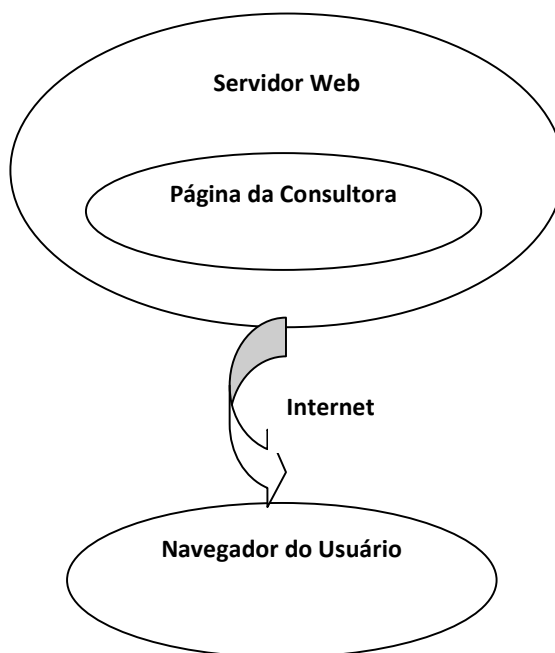 Servidor Web
Página da Consultora
Internet
Navegador do Usuário